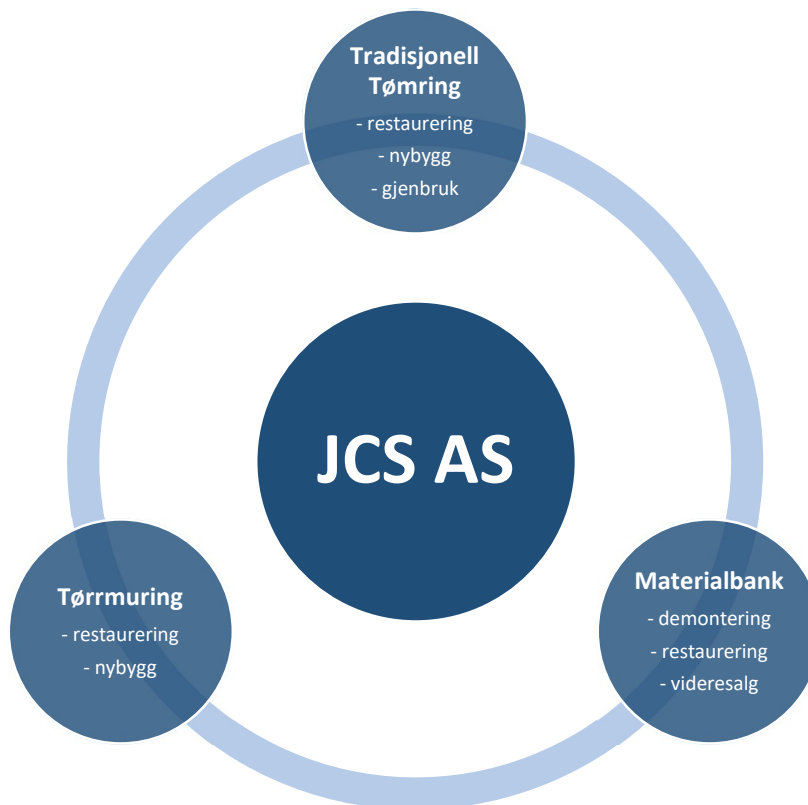 Tradisjonell
Tømring
- restaurering
- nybygg
- gjenbruk
JCS AS
Tørrmuring
- restaurering
- nybygg
Materialbank
- demontering
- restaurering
- videresalg